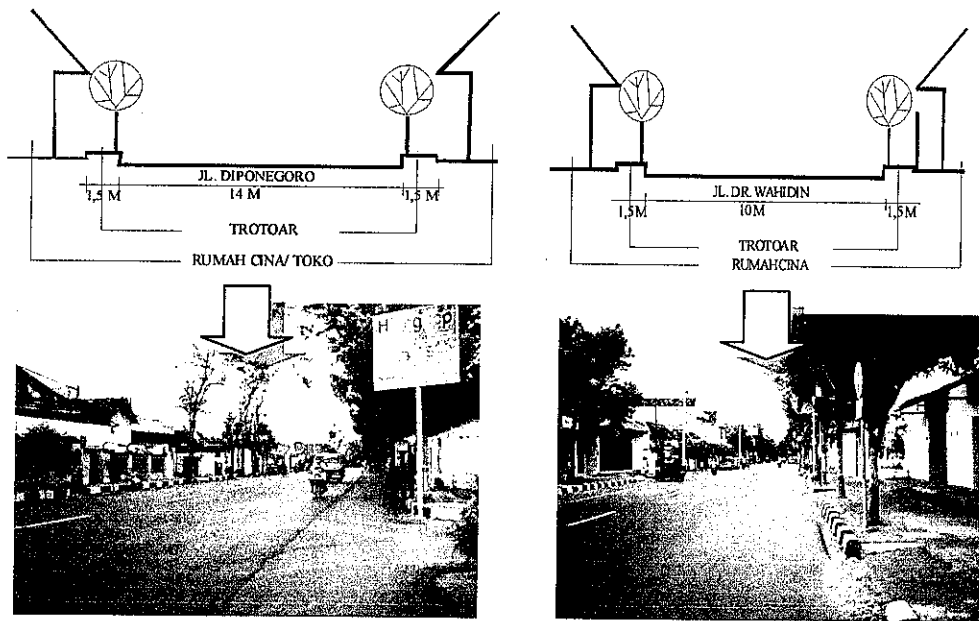 JL. DIPONEGORO
1,5 M 14 M 1,5 M
TROTOAR
RUMAH CINA/ TOKO
JL. DR. WAHIDIN
1,5M 10M 1,5M
TROTOAR
RUMAHCINA